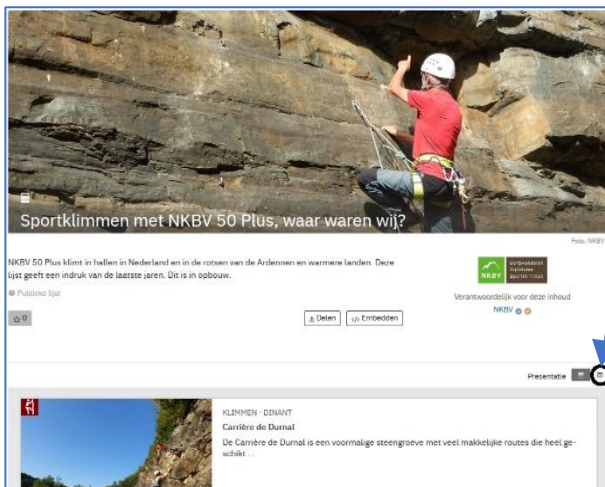 Sportklimmen met NKBV 50 Plus, waar waren wij?
Foto: NKBV
NKBV 50 Plus klimt in hallen in Nederland en in de rotsen van de Ardennen en warmere landen. Deze
lijst geeft een indruk van de laatste jaren. Dit is in opbouw.
Publieke lijst
0
Delen
Embedden
NKBV
Verantwoordelijk voor deze inhoud
NKBV
Presentatie
KLIMMEN · DINANT
Carrière de Durnal
De Carrière de Durnal is een voormalige steengroeve met veel makkelijke routes die heel ge-
schikt ...